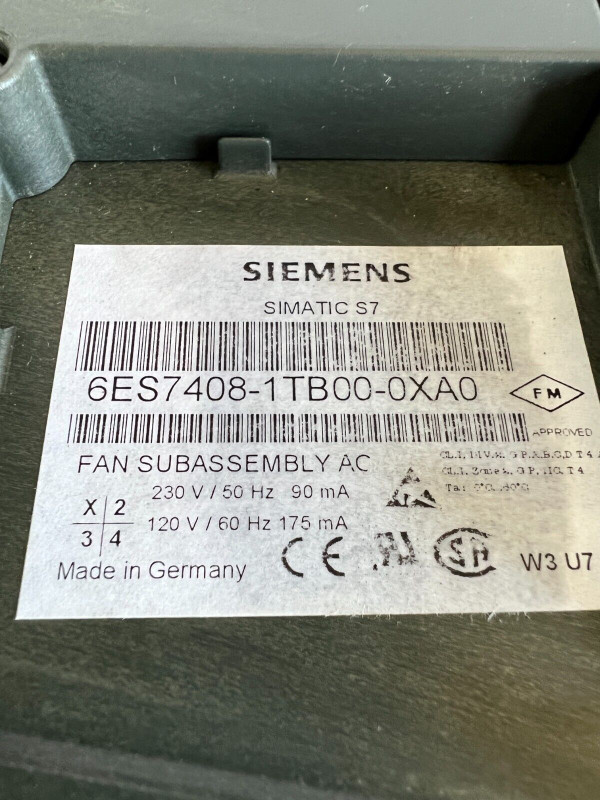 SIEMENS
SIMATIC S7
6ES7408-1TB00-0XA0
FM
APPROVED
FAN SUBASSEMBLY AC
230 V / 50 Hz 90 mA
120 V / 60 Hz 175 mA
X 2
3 4
Made in Germany
CE
W3 U7